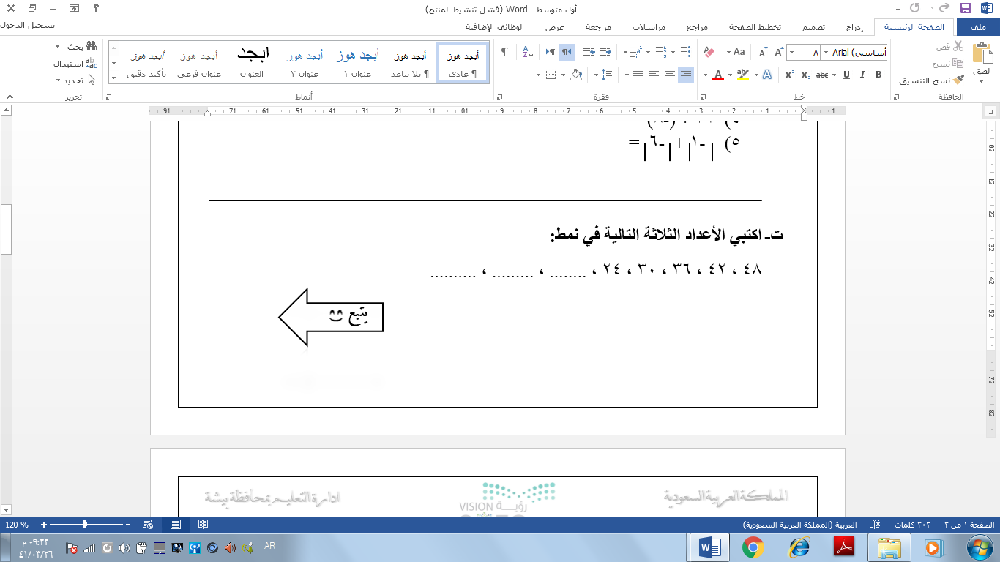 أول متوسط - Word (فشل تنشيط المنتج)
تسجيل الدخول
ملف الصفحة الرئيسية إدراج تصميم تخطيط الصفحة مراجع مراسلات مراجعة عرض الوظائف الإضافية
لصق
قص
نسخ
نسخ التنسيق
الحافظة
Arial (أساسي) ٨
خط
فقرة
أبجد هوز أبجد هوز ابجد أبجد هوز أبجد هوز أبجد هوز أبجد هوز
¶ عادي ¶ بلا تباعد عنوان ١ عنوان ٢ العنوان عنوان فرعي تأكيد دقيق
أنماط
بحث
استبدال
تحديد
تحرير
٥) |-١|+|-٦| =
ت- اكتبي الأعداد الثلاثة التالية في نمط:
٤٨ ، ٤٢ ، ٣٦ ، ٣٠ ، ٢٤ ، ........ ، ......... ، ..........
يتبع
المملكة العربية السعودية
رؤيــــة VISION
ادارة التعليم بمحافظة بيشة
الصفحة ١ من ٣ ٣٠٢ كلمات العربية (المملكة العربية السعودية)
120 %
AR
٠٩:٣٢ م
٤١/٠٣/٢٦